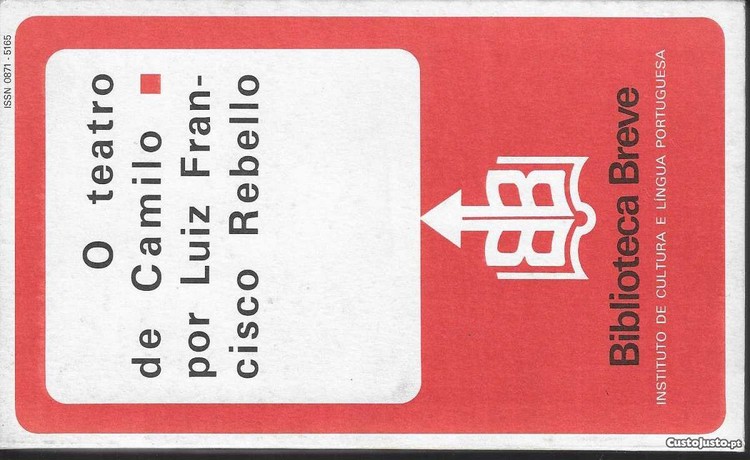 ISSN 0871 - 5165
O teatro
de Camilo ■
por Luiz Fran-
cisco Rebello
BB
Biblioteca Breve
INSTITUTO DE CULTURA E LÍNGUA PORTUGUESA
CustoJusto.pt